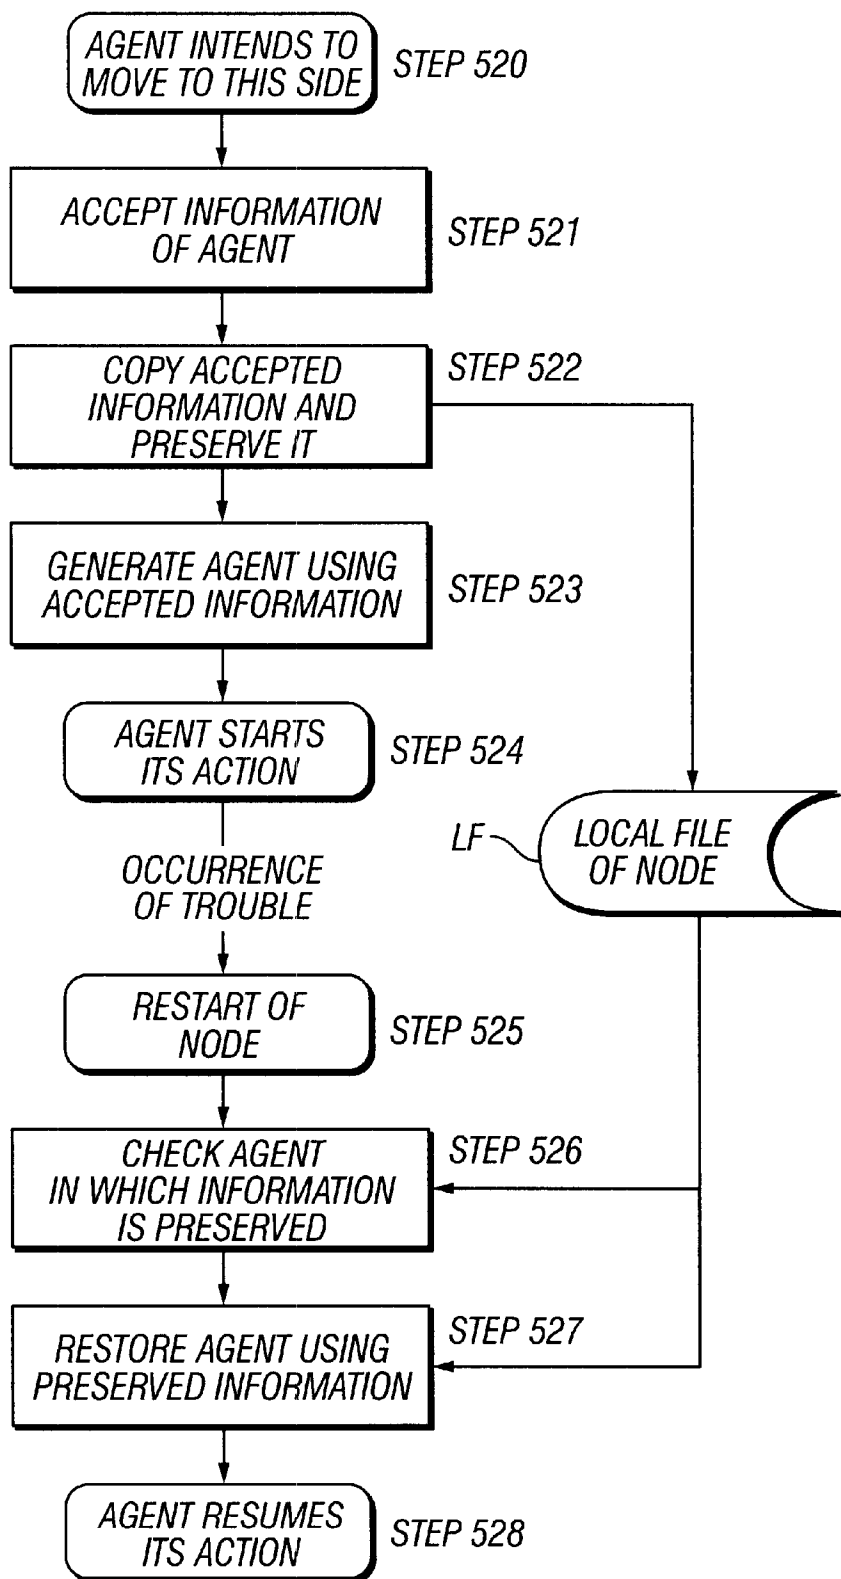 AGENT INTENDS TO
MOVE TO THIS SIDE
STEP 520
ACCEPT INFORMATION
OF AGENT
STEP 521
COPY ACCEPTED
INFORMATION AND
PRESERVE IT
STEP 522
GENERATE AGENT USING
ACCEPTED INFORMATION
STEP 523
AGENT STARTS
ITS ACTION
STEP 524
LF
LOCAL FILE
OF NODE
OCCURRENCE
OF TROUBLE
RESTART OF
NODE
STEP 525
CHECK AGENT
IN WHICH INFORMATION
IS PRESERVED
STEP 526
RESTORE AGENT USING
PRESERVED INFORMATION
STEP 527
AGENT RESUMES
ITS ACTION
STEP 528